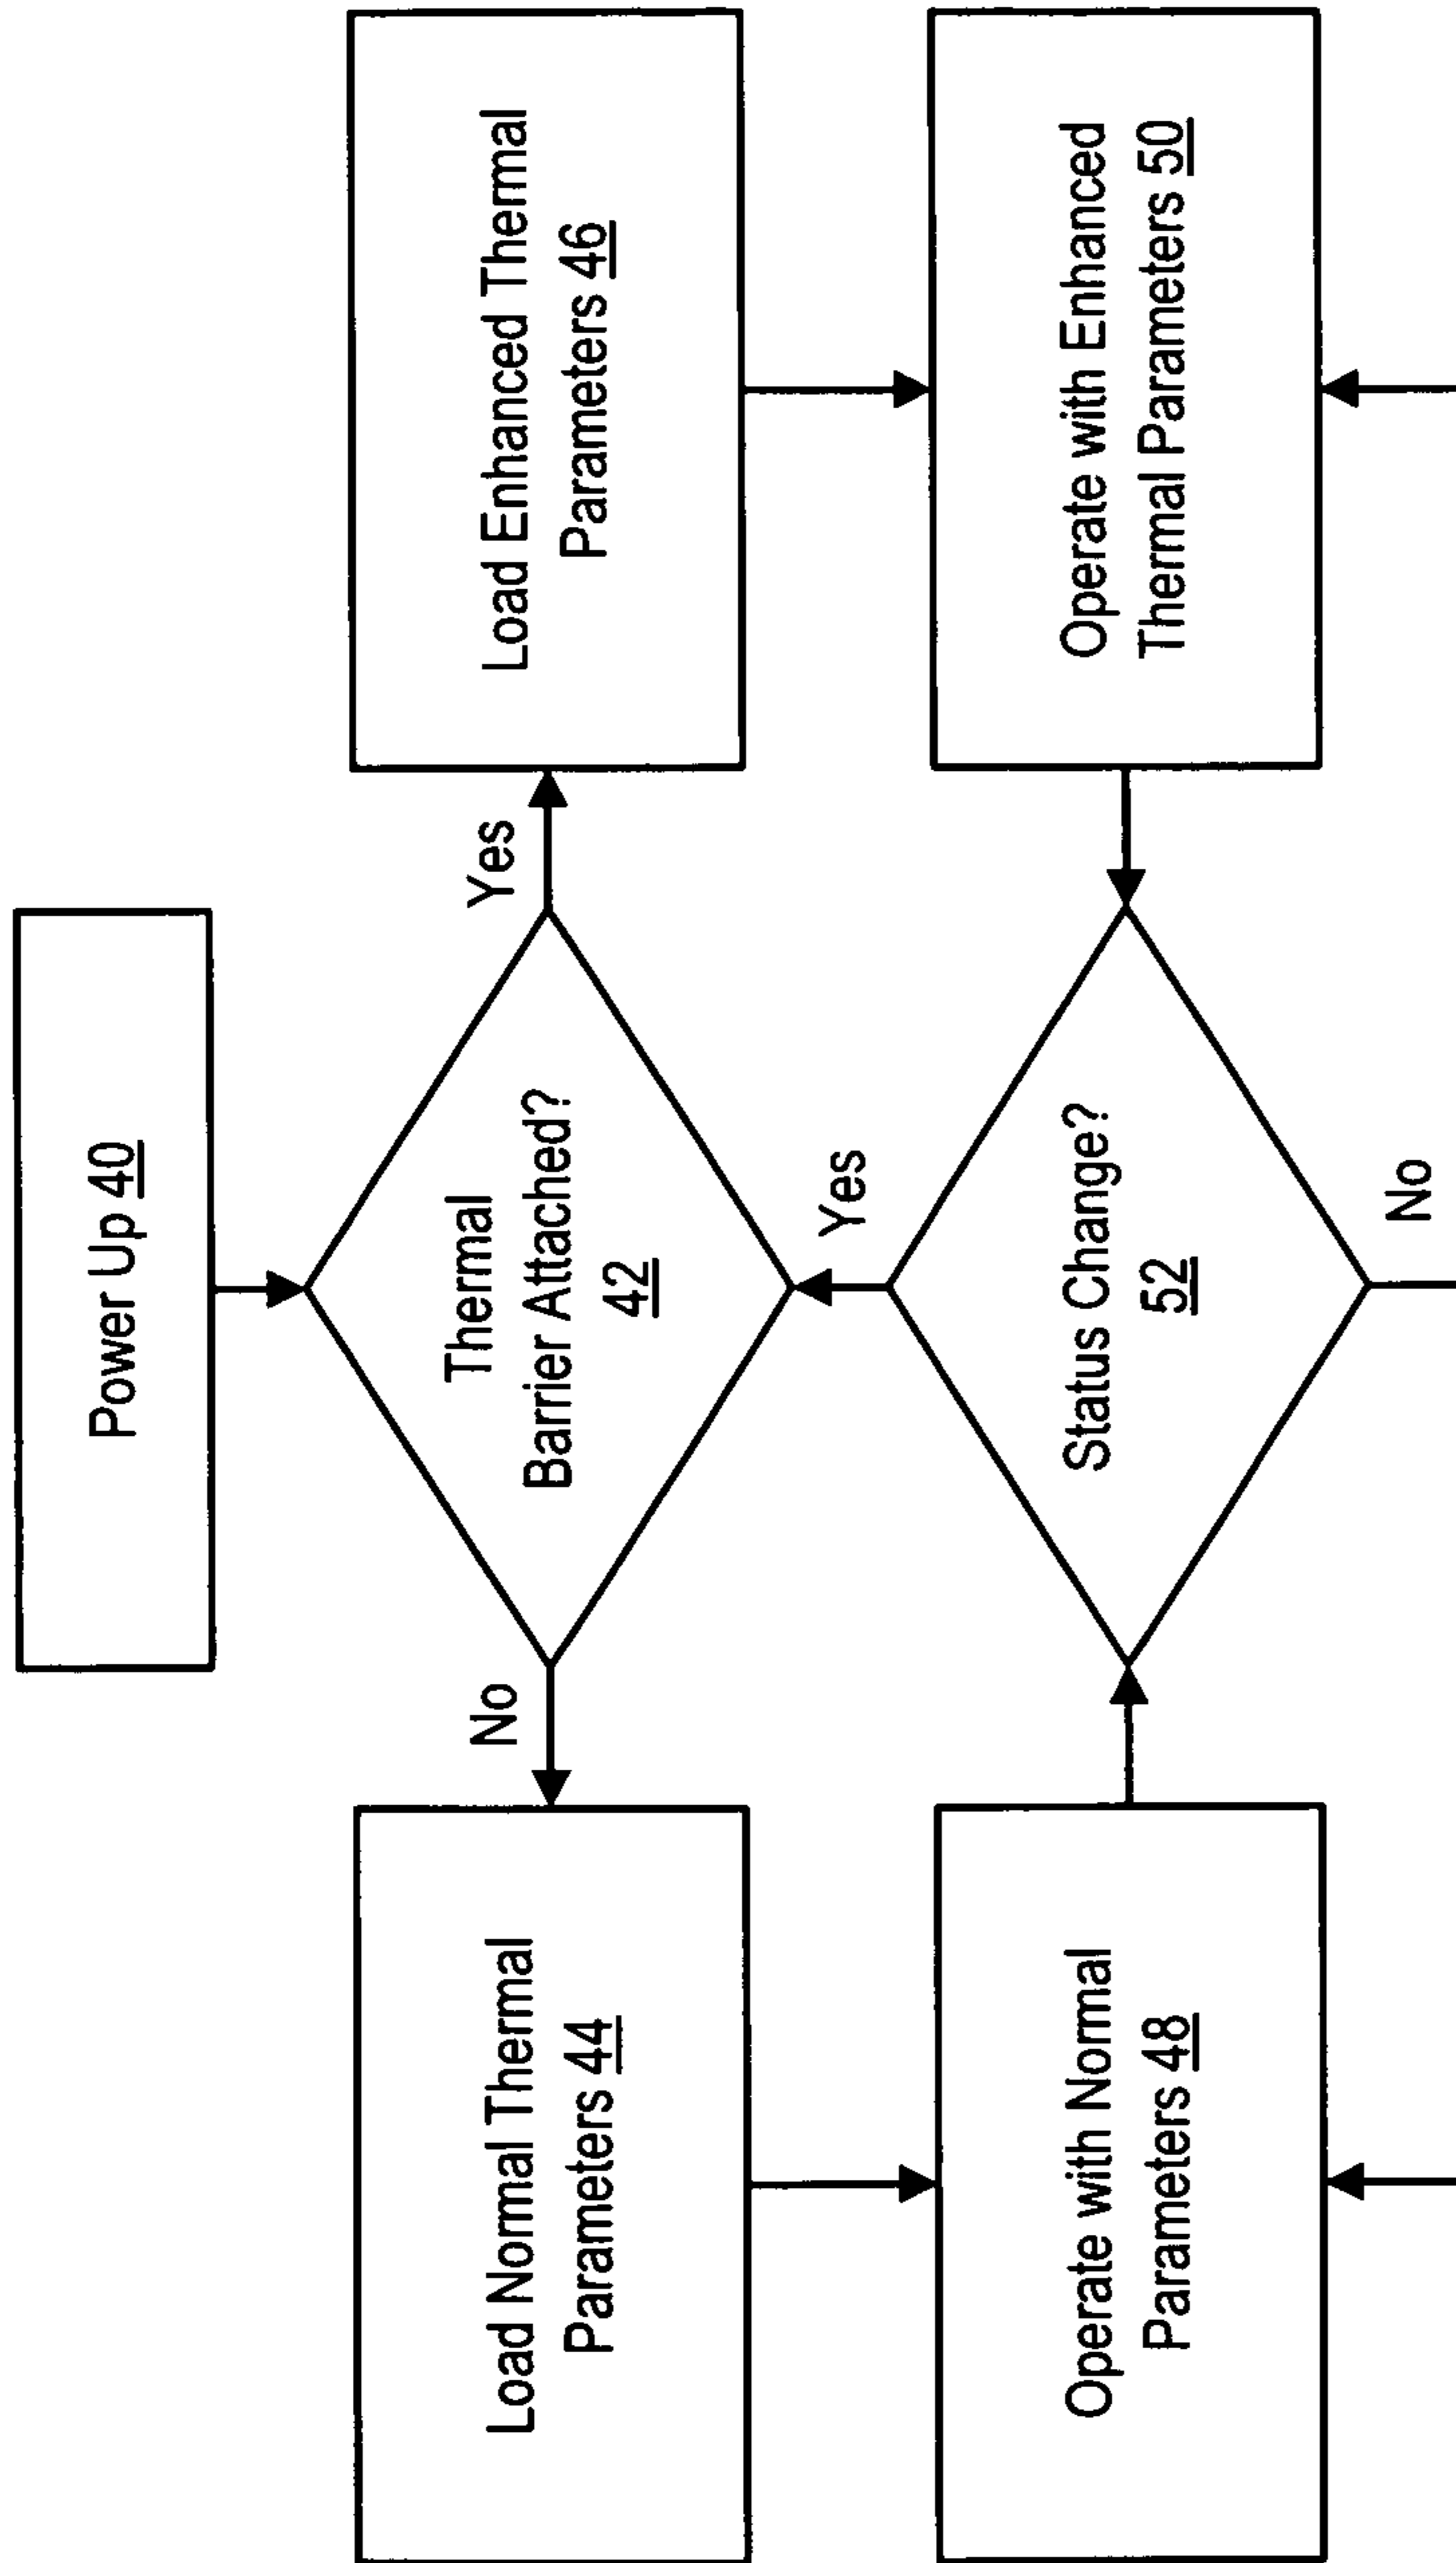 Power Up 40
Thermal
Barrier Attached?
42
No
Yes
Load Normal Thermal
Parameters 44
Load Enhanced Thermal
Parameters 46
Yes
Operate with Normal
Parameters 48
Status Change?
52
Operate with Enhanced
Thermal Parameters 50
No